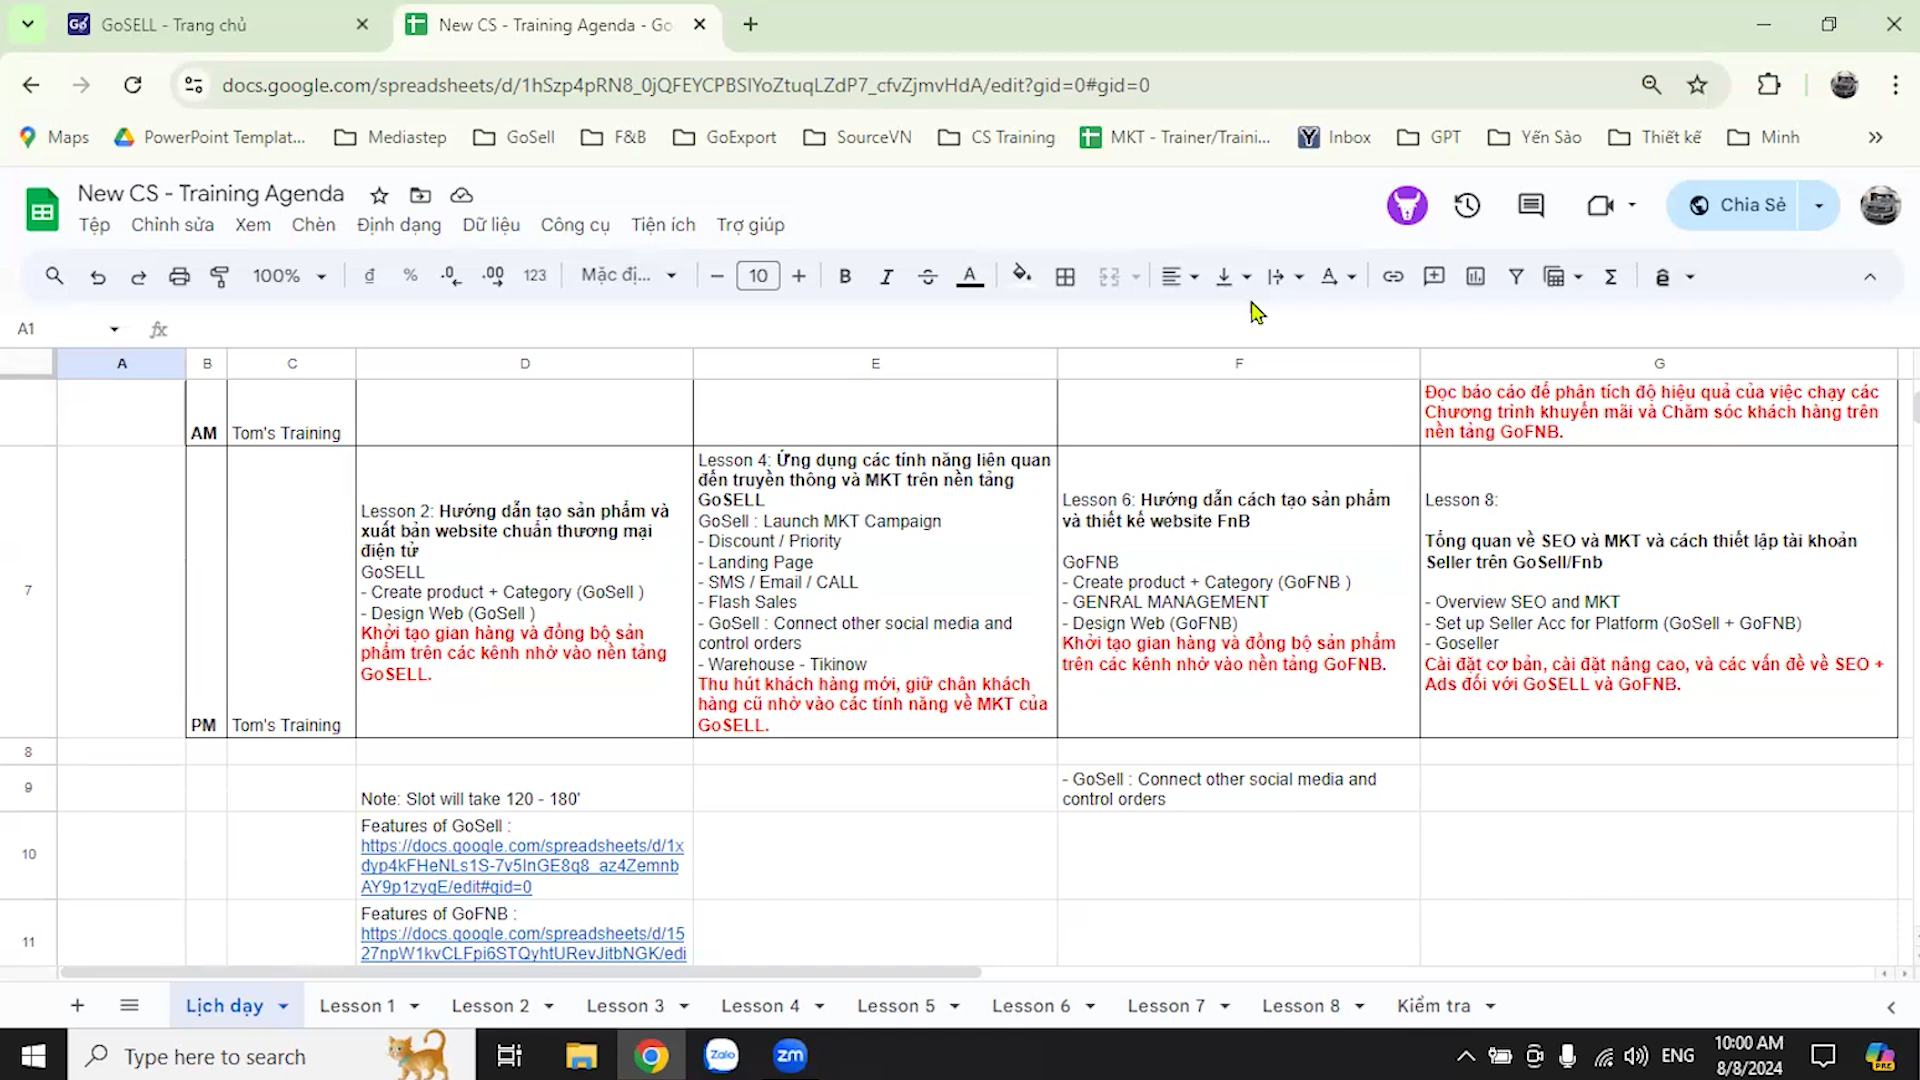 GoSELL - Trang chủ
New CS - Training Agenda - Go
docs.google.com/spreadsheets/d/1hSzp4pRN8_0jQFEYCPBSIYoZtuqLZdP7_cfvZjmvHdA/edit?gid=0#gid=0
Maps
PowerPoint Templat...
Mediastep
GoSell
F&B
GoExport
SourceVN
CS Training
MKT - Trainer/Traini...
Inbox
GPT
Yến Sào
Thiết kế
Minh
New CS - Training Agenda
Chia Sẻ
Tệp Chỉnh sửa Xem Chèn Định dạng Dữ liệu Công cụ Tiện ích Trợ giúp
100% đ % .0 .00 123 Mặc đị... 10 B I
A1 fx
A B C D E F G
AM
Tom's Training
Đọc báo cáo để phân tích độ hiệu quả của việc chạy các
Chương trình khuyến mãi và Chăm sóc khách hàng trên
nền tảng GoFNB.
7
PM
Tom's Training
Lesson 2: Hướng dẫn tạo sản phẩm và
xuất bản website chuẩn thương mại
điện tử
GoSELL
- Create product + Category (GoSell )
- Design Web (GoSell )
Khởi tạo gian hàng và đồng bộ sản
phẩm trên các kênh nhờ vào nền tảng
GoSELL.
Lesson 4: Ứng dụng các tính năng liên quan
đến truyền thông và MKT trên nền tảng
GoSELL
GoSell : Launch MKT Campaign
- Discount / Priority
- Landing Page
- SMS / Email / CALL
- Flash Sales
- GoSell : Connect other social media and
control orders
- Warehouse - Tikinow
Thu hút khách hàng mới, giữ chân khách
hàng cũ nhờ vào các tính năng về MKT của
GoSELL.
Lesson 6: Hướng dẫn cách tạo sản phẩm
và thiết kế website FnB
GoFNB
- Create product + Category (GoFNB )
- GENRAL MANAGEMENT
- Design Web (GoFNB)
Khởi tạo gian hàng và đồng bộ sản phẩm
trên các kênh nhờ vào nền tảng GoFNB.
Lesson 8:
Tổng quan về SEO và MKT và cách thiết lập tài khoản
Seller trên GoSell/Fnb
- Overview SEO and MKT
- Set up Seller Acc for Platform (GoSell + GoFNB)
- Goseller
Cài đặt cơ bản, cài đặt nâng cao, và các vấn đề về SEO +
Ads đối với GoSELL và GoFNB.
8
9
Note: Slot will take 120 - 180'
- GoSell : Connect other social media and
control orders
10
Features of GoSell :
https://docs.google.com/spreadsheets/d/1x
dyp4kFHeNLs1S-7v5InGE8q8_az4Zemnb
AY9p1zyqE/edit#gid=0
11
Features of GoFNB :
https://docs.google.com/spreadsheets/d/15
27npW1kvCLFpi6STQyhtURevJitbNGK/edi
Lịch dạy
Lesson 1
Lesson 2
Lesson 3
Lesson 4
Lesson 5
Lesson 6
Lesson 7
Lesson 8
Kiểm tra
Type here to search
Zalo
zm
ENG
10:00 AM
8/8/2024
PRE